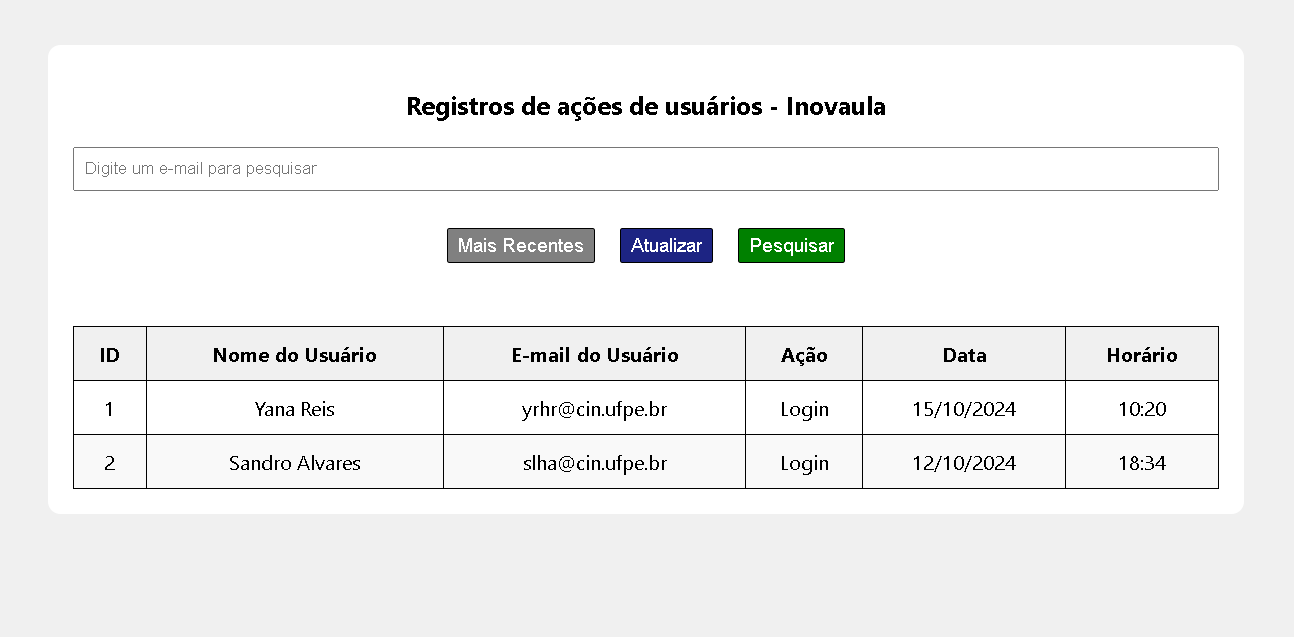 Registros de ações de usuários - Inovaula
Digite um e-mail para pesquisar
Mais Recentes Atualizar Pesquisar
ID Nome do Usuário E-mail do Usuário Ação Data Horário
1 Yana Reis yrhr@cin.ufpe.br Login 15/10/2024 10:20
2 Sandro Alvares slha@cin.ufpe.br Login 12/10/2024 18:34